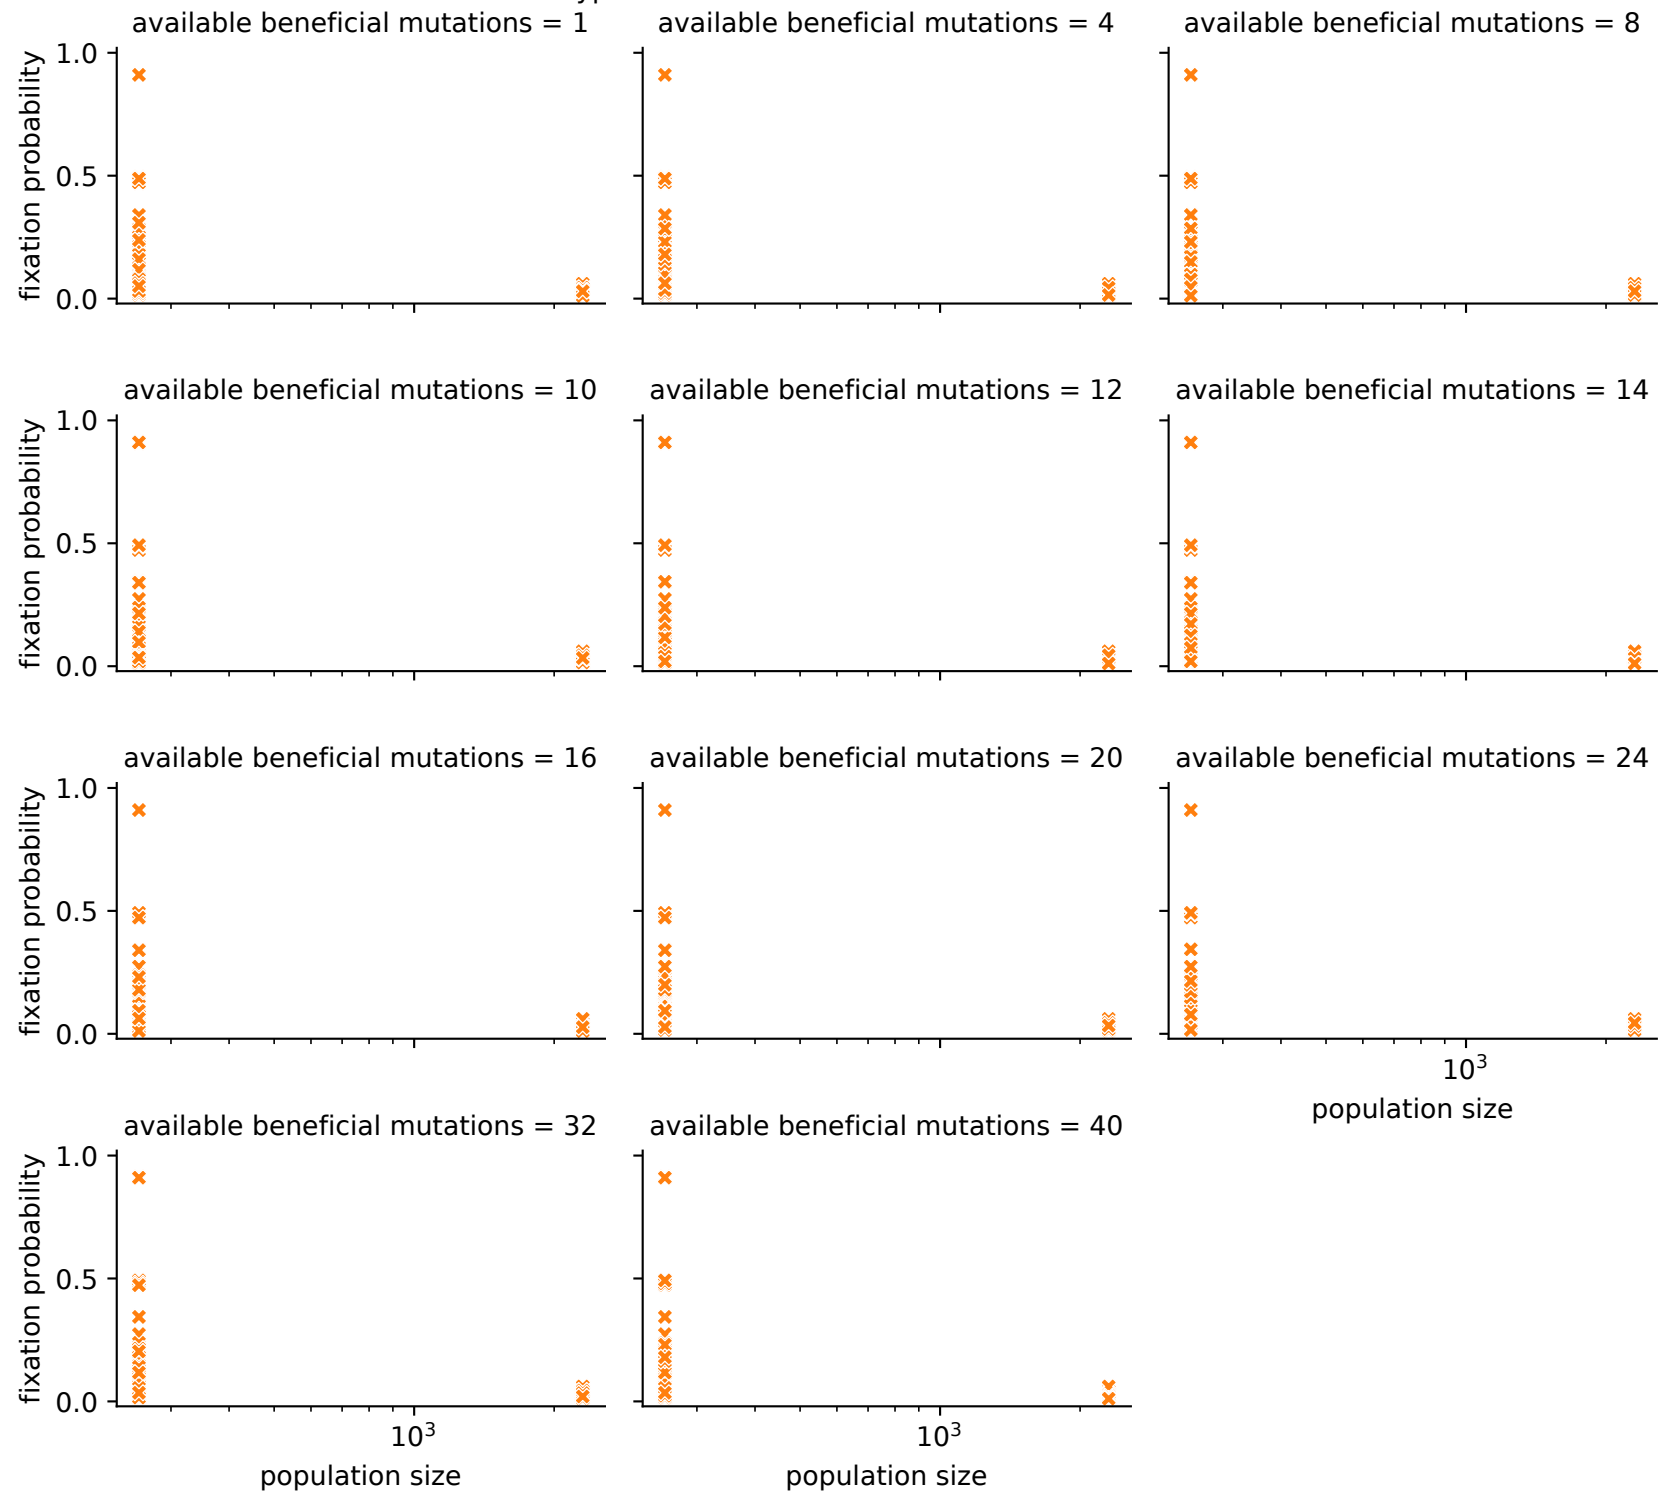 available beneficial mutations = 1
available beneficial mutations = 4
available beneficial mutations = 8
fixation probability
1.0
0.5
0.0
available beneficial mutations = 10
available beneficial mutations = 12
available beneficial mutations = 14
fixation probability
1.0
0.5
0.0
available beneficial mutations = 16
available beneficial mutations = 20
available beneficial mutations = 24
fixation probability
1.0
0.5
0.0
10³
population size
available beneficial mutations = 32
available beneficial mutations = 40
fixation probability
1.0
0.5
0.0
10³
10³
population size
population size